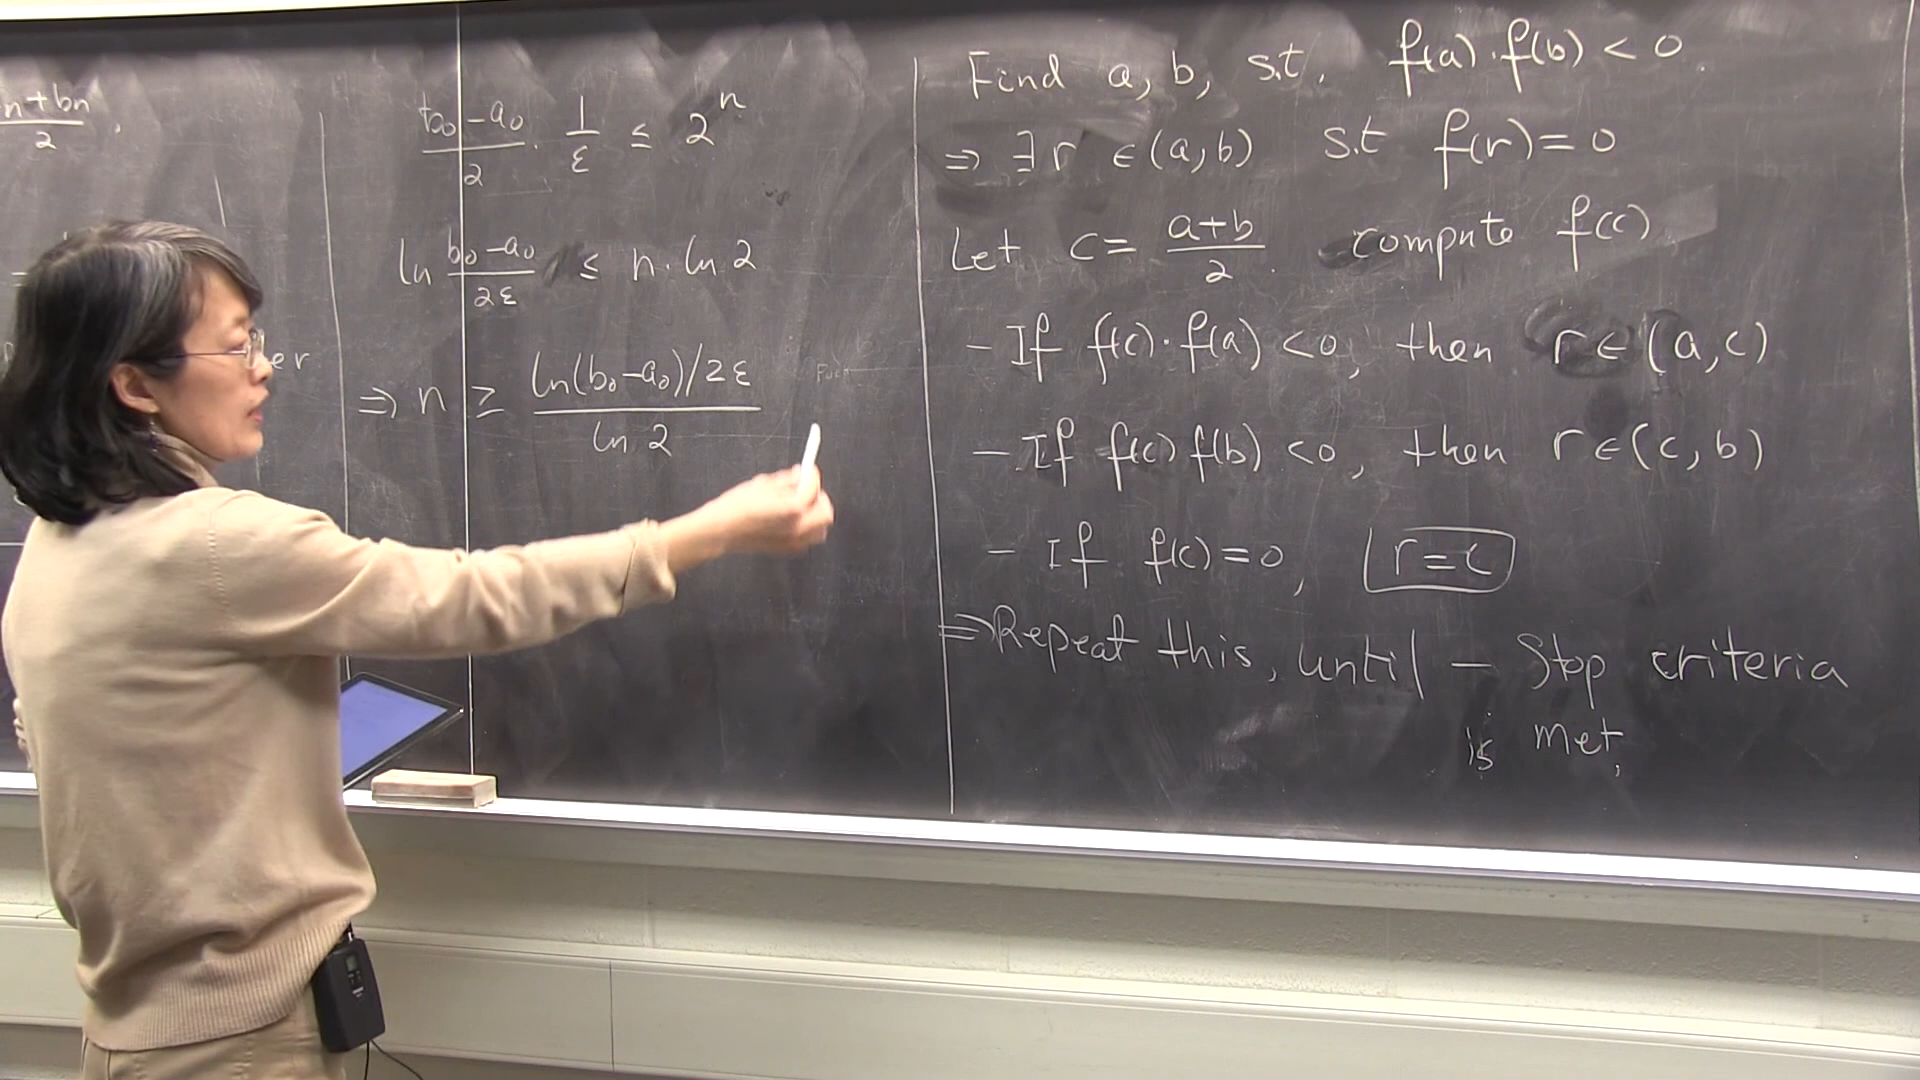 n+bn
2 .
er
b₀-a₀ / 2 · 1/ε ≤ 2ⁿ
ln b₀-a₀ / 2ε ≤ n·ln 2
⇒ n ≥ ln(b₀-a₀)/2ε
ln 2
Find a, b, s.t. f(a)·f(b) < 0.
⇒ ∃ r ∈ (a,b) s.t f(r) = 0
Let c = a+b / 2 . compute f(c)
- If f(c)·f(a) < 0, then r ∈ (a,c)
- If f(c) f(b) < 0, then r ∈ (c,b)
- If f(c) = 0, r = c
⇒ Repeat this, until - Stop criteria
is met.